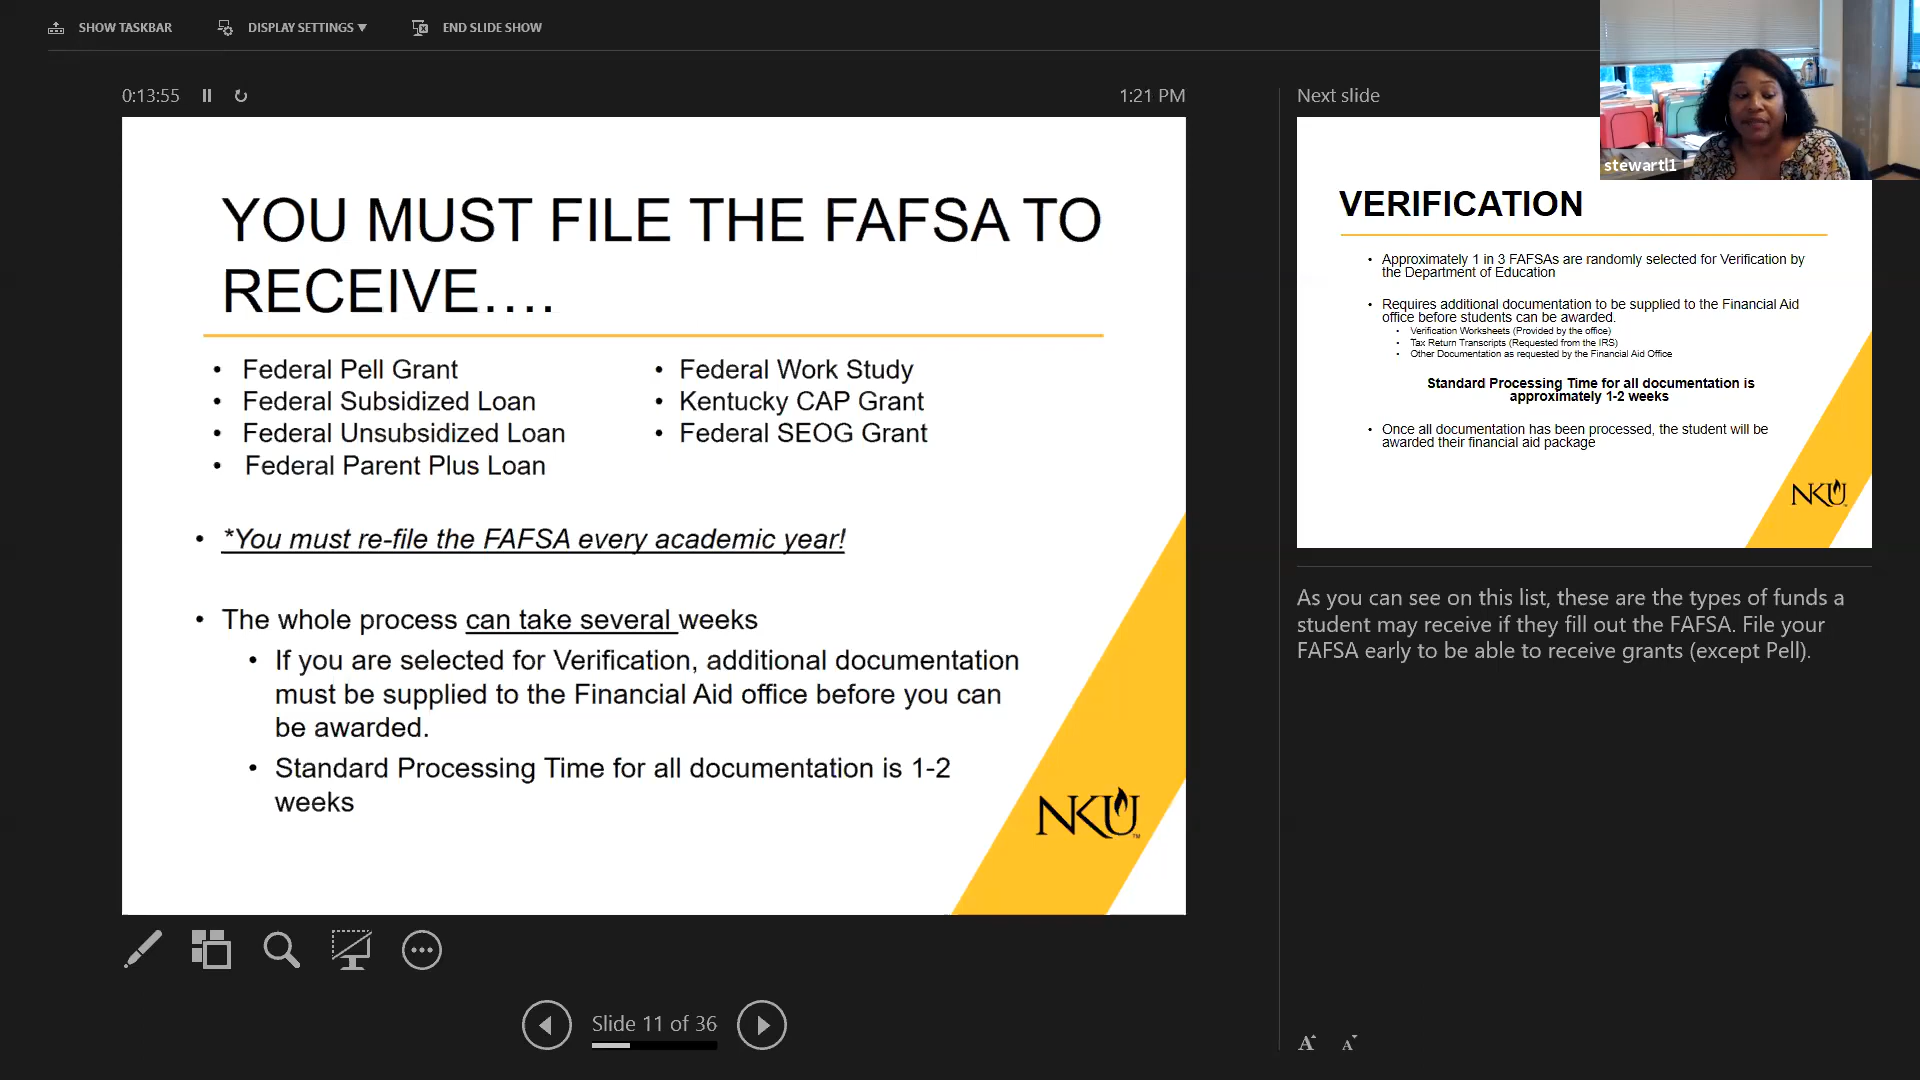 SHOW TASKBAR
DISPLAY SETTINGS
END SLIDE SHOW
0:13:55
1:21 PM
YOU MUST FILE THE FAFSA TO
RECEIVE….
• Federal Pell Grant
• Federal Subsidized Loan
• Federal Unsubsidized Loan
• Federal Parent Plus Loan
• Federal Work Study
• Kentucky CAP Grant
• Federal SEOG Grant
• *You must re-file the FAFSA every academic year!
• The whole process can take several weeks
• If you are selected for Verification, additional documentation
must be supplied to the Financial Aid office before you can
be awarded.
• Standard Processing Time for all documentation is 1-2
weeks
NKU
TM
Slide 11 of 36
Next slide
stewartl1
VERIFICATION
• Approximately 1 in 3 FAFSAs are randomly selected for Verification by
the Department of Education
• Requires additional documentation to be supplied to the Financial Aid
office before students can be awarded.
• Verification Worksheets (Provided by the office)
• Tax Return Transcripts (Requested from the IRS)
• Other Documentation as requested by the Financial Aid Office
Standard Processing Time for all documentation is
approximately 1-2 weeks
• Once all documentation has been processed, the student will be
awarded their financial aid package
NKU
As you can see on this list, these are the types of funds a
student may receive if they fill out the FAFSA. File your
FAFSA early to be able to receive grants (except Pell).
A A